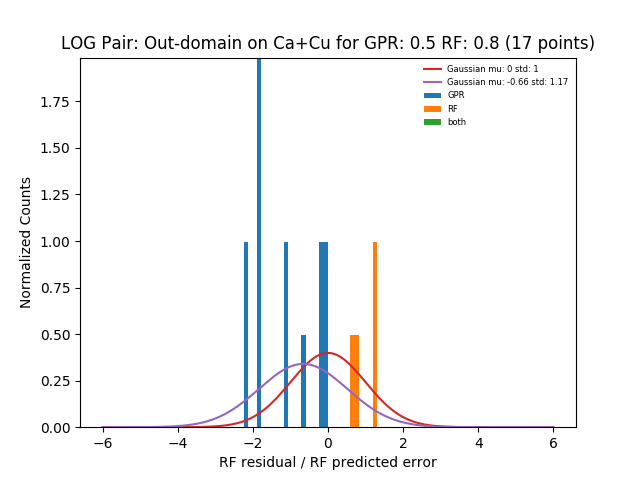 LOG Pair: Out-domain on Ca+Cu for GPR: 0.5 RF: 0.8 (17 points)
Gaussian mu: 0 std: 1
Gaussian mu: -0.66 std: 1.17
GPR
RF
both
Normalized Counts
1.75
1.50
1.25
1.00
0.75
0.50
0.25
0.00
−6 −4 −2 0 2 4 6
RF residual / RF predicted error